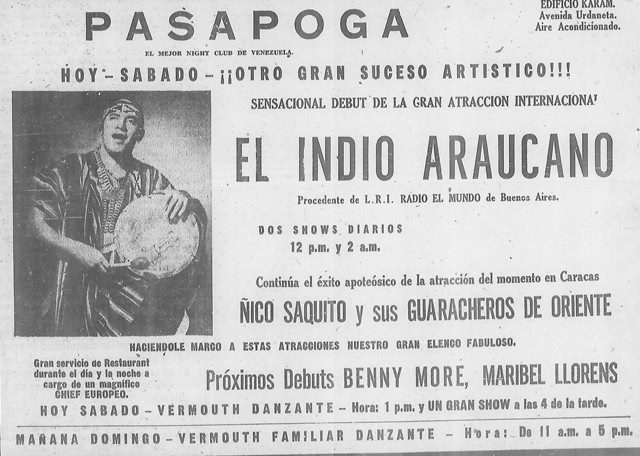 PASAPOGA
EDIFICIO KARAM.
Avenida Urdaneta.
Aire Acondicionado.
EL MEJOR NIGHT CLUB DE VENEZUELA.
HOY - SABADO - ¡¡OTRO GRAN SUCESO ARTISTICO!!!
SENSACIONAL DEBUT DE LA GRAN ATRACCION INTERNACIONA
EL INDIO ARAUCANO
Procedente de L.R.I. RADIO EL MUNDO de Buenos Aires.
DOS SHOWS DIARIOS
12 p.m. y 2 a.m.
Continúa el éxito apoteósico de la atracción del momento en Caracas
ÑICO SAQUITO y sus GUARACHEROS DE ORIENTE
HACIENDOLE MARCO A ESTAS ATRACCIONES NUESTRO GRAN ELENCO FABULOSO.
Gran servicio de Restaurant
durante el día y la noche a
cargo de un magnífico
CHIEF EUROPEO.
Próximos Debuts BENNY MORE, MARIBEL LLORENS
HOY SABADO - VERMOUTH DANZANTE - Hora: 1 p.m. y UN GRAN SHOW a las 4 de la tarde.
MAÑANA DOMINGO - VERMOUTH FAMILIAR DANZANTE - Hora: De 11 a.m. a 5 p.m.